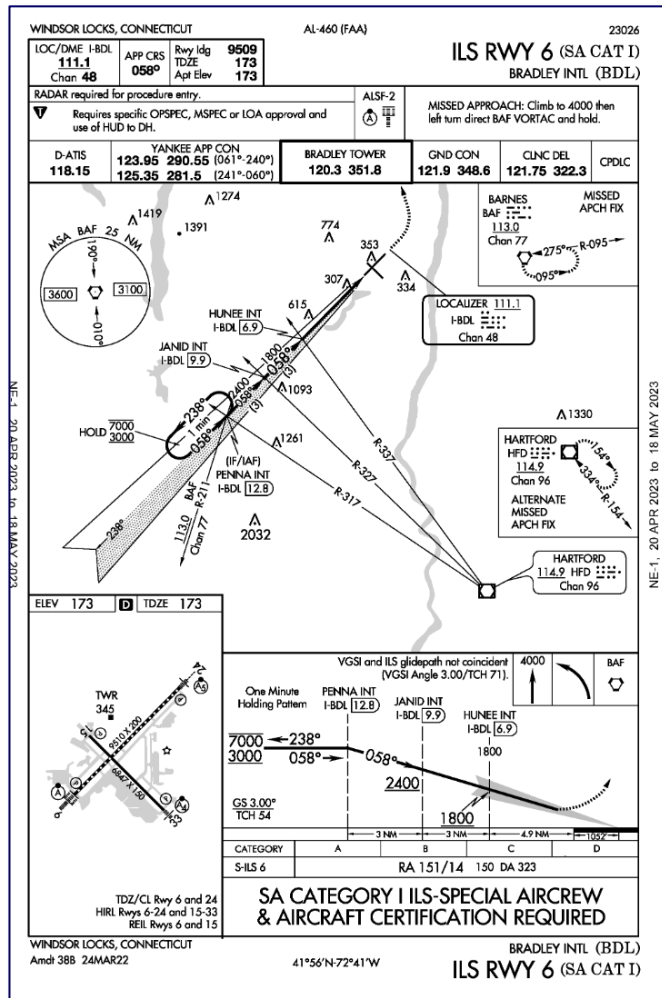 WINDSOR LOCKS, CONNECTICUT
AL-460 (FAA)
23026
LOC/DME I-BDL
111.1
Chan 48
APP CRS
058°
Rwy ldg 9509
TDZE 173
Apt Elev 173
ILS RWY 6 (SA CAT I)
BRADLEY INTL (BDL)
RADAR required for procedure entry.
T
Requires specific OPSPEC, MSPEC or LOA approval and
use of HUD to DH.
ALSF-2
A
MISSED APPROACH: Climb to 4000 then
left turn direct BAF VORTAC and hold.
D-ATIS
118.15
YANKEE APP CON
123.95 290.55 (061°-240°)
125.35 281.5 (241°-060°)
BRADLEY TOWER
120.3 351.8
GND CON
121.9 348.6
CLNC DEL
121.75 322.3
CPDLC
MSA BAF 25 NM
190°
3600
3100
010°
1419
1274
1391
774
353
307
334
615
1093
1261
2032
1330
BARNES
BAF
113.0
Chan 77
MISSED
APCH FIX
275°
R-095
095°
LOCALIZER 111.1
I-BDL
Chan 48
HUNEE INT
I-BDL 6.9
JANID INT
I-BDL 9.9
1800
058°
(3)
2400
058°
(3)
HOLD 7000
3000
238°
1 min
058°
(IF/IAF)
PENNA INT
I-BDL 12.8
R-337
R-327
R-317
113.0 BAF
Chan 77
R-211
238°
HARTFORD
HFD
114.9
Chan 96
154°
334°
R-154
ALTERNATE
MISSED
APCH FIX
HARTFORD
114.9 HFD
Chan 96
NE-1, 20 APR 2023 to 18 MAY 2023
NE-1, 20 APR 2023 to 18 MAY 2023
ELEV 173
D
TDZE 173
TWR
345
24
A5
15
9510 X 200
6847 X 150
A
6
33
A4
TDZ/CL Rwy 6 and 24
HIRL Rwys 6-24 and 15-33
REIL Rwys 6 and 15
VGSI and ILS glidepath not coincident
(VGSI Angle 3.00/TCH 71).
4000
BAF
One Minute
Holding Pattern
PENNA INT
I-BDL 12.8
JANID INT
I-BDL 9.9
HUNEE INT
I-BDL 6.9
1800
7000
3000
238°
058°
058°
2400
1800
GS 3.00°
TCH 54
3 NM
3 NM
4.9 NM
1052'
CATEGORY A B C D
S-ILS 6
RA 151/14 150 DA 323
SA CATEGORY I ILS-SPECIAL AIRCREW
& AIRCRAFT CERTIFICATION REQUIRED
WINDSOR LOCKS, CONNECTICUT
Amdt 38B 24MAR22
41°56'N-72°41'W
BRADLEY INTL (BDL)
ILS RWY 6 (SA CAT I)